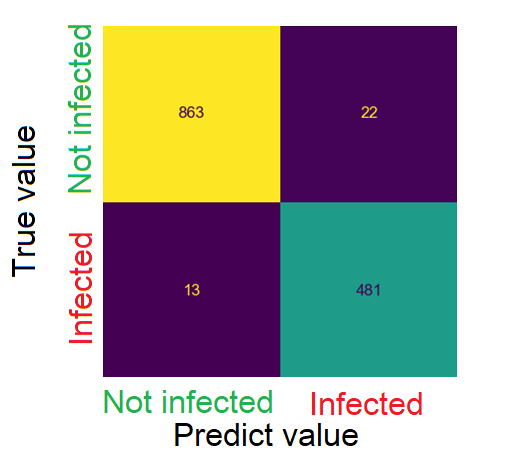 True value
Not infected
863
22
Infected
13
481
Not infected
Infected
Predict value